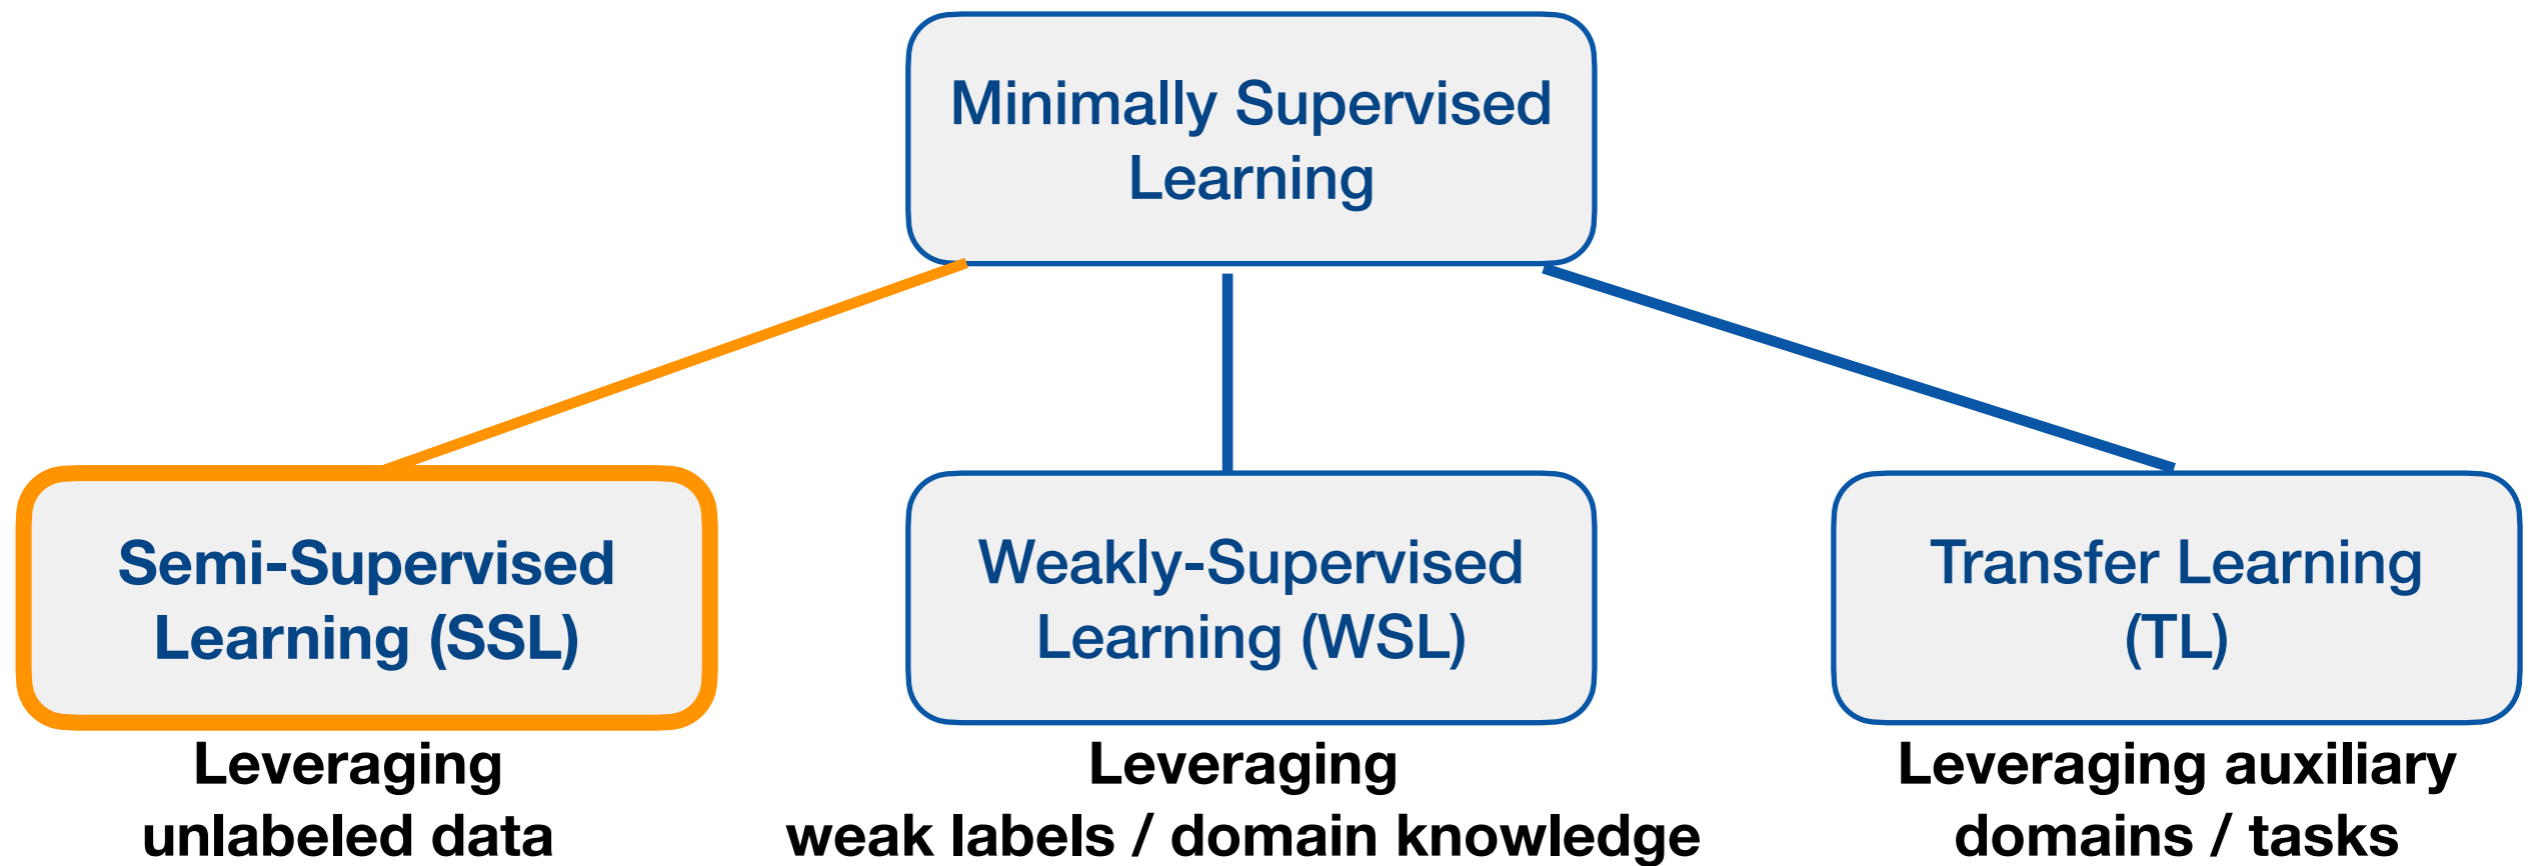 Minimally Supervised
Learning
Semi-Supervised
Learning (SSL)
Weakly-Supervised
Learning (WSL)
Transfer Learning
(TL)
Leveraging
unlabeled data
Leveraging
weak labels / domain knowledge
Leveraging auxiliary
domains / tasks